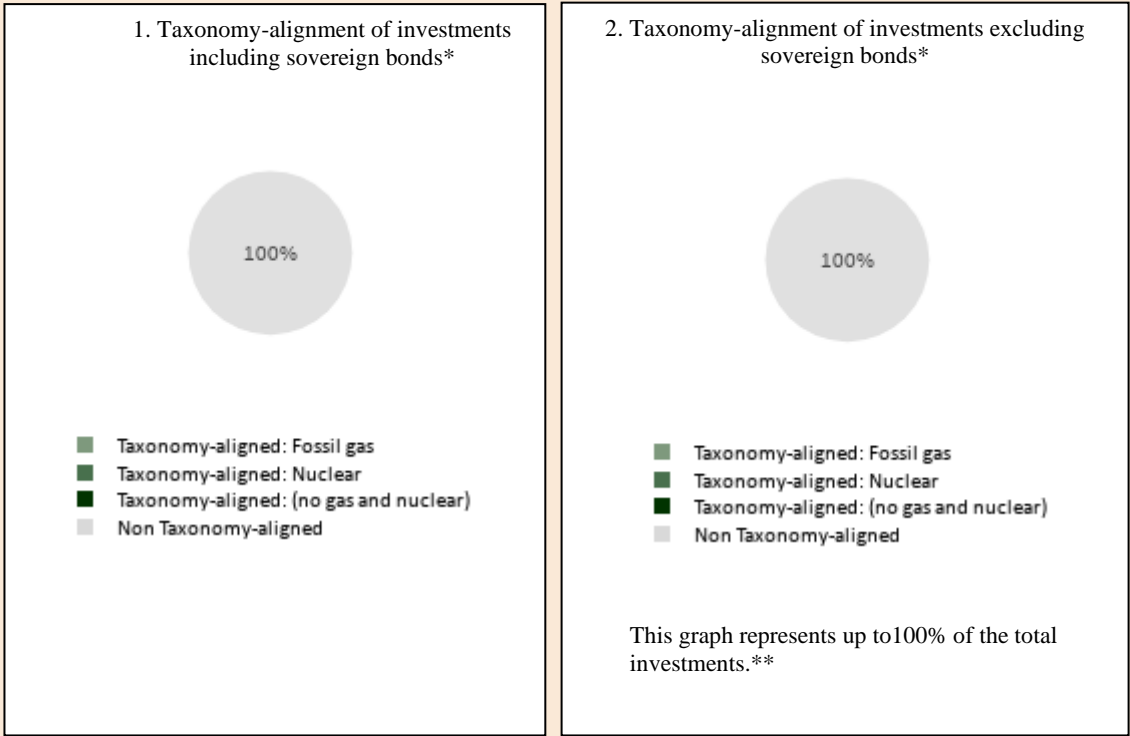 1. Taxonomy-alignment of investments
including sovereign bonds*
100%
Taxonomy-aligned: Fossil gas
Taxonomy-aligned: Nuclear
Taxonomy-aligned: (no gas and nuclear)
Non Taxonomy-aligned
2. Taxonomy-alignment of investments excluding
sovereign bonds*
100%
Taxonomy-aligned: Fossil gas
Taxonomy-aligned: Nuclear
Taxonomy-aligned: (no gas and nuclear)
Non Taxonomy-aligned
This graph represents up to100% of the total
investments.**